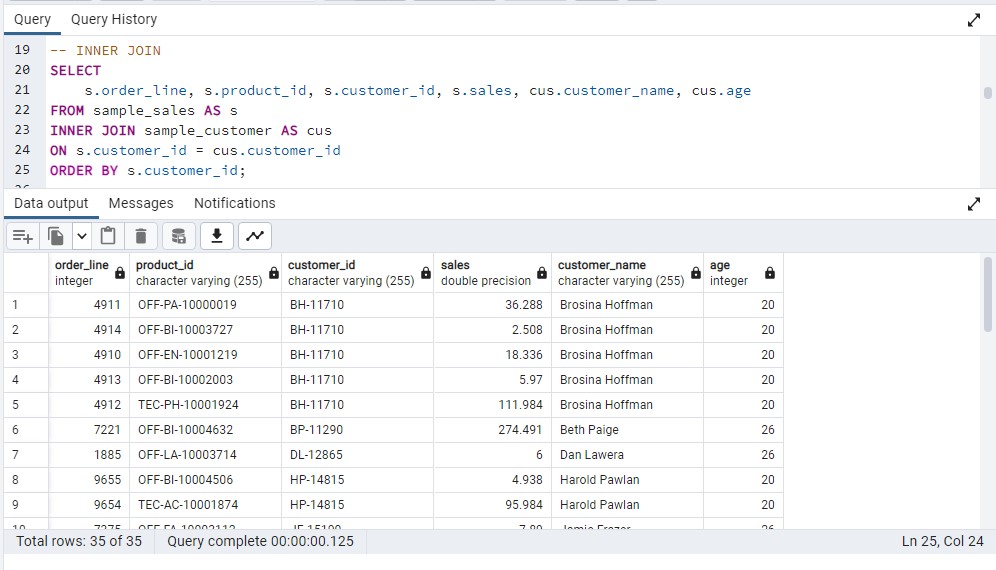 Query Query History
19 -- INNER JOIN
20 SELECT
21 s.order_line, s.product_id, s.customer_id, s.sales, cus.customer_name, cus.age
22 FROM sample_sales AS s
23 INNER JOIN sample_customer AS cus
24 ON s.customer_id = cus.customer_id
25 ORDER BY s.customer_id;
Data output Messages Notifications
order_line product_id customer_id sales customer_name age
integer character varying (255) character varying (255) double precision character varying (255) integer
1 4911 OFF-PA-10000019 BH-11710 36.288 Brosina Hoffman 20
2 4914 OFF-BI-10003727 BH-11710 2.508 Brosina Hoffman 20
3 4910 OFF-EN-10001219 BH-11710 18.336 Brosina Hoffman 20
4 4913 OFF-BI-10002003 BH-11710 5.97 Brosina Hoffman 20
5 4912 TEC-PH-10001924 BH-11710 111.984 Brosina Hoffman 20
6 7221 OFF-BI-10004632 BP-11290 274.491 Beth Paige 26
7 1885 OFF-LA-10003714 DL-12865 6 Dan Lawera 26
8 9655 OFF-BI-10004506 HP-14815 4.938 Harold Pawlan 20
9 9654 TEC-AC-10001874 HP-14815 95.984 Harold Pawlan 20
Total rows: 35 of 35 Query complete 00:00:00.125 Ln 25, Col 24